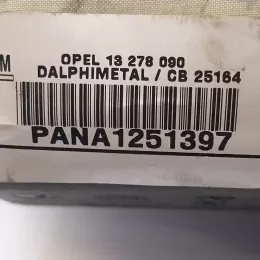 M
OPEL 13 278 090
DALPHIMETAL / CB 25164
PANA1251397